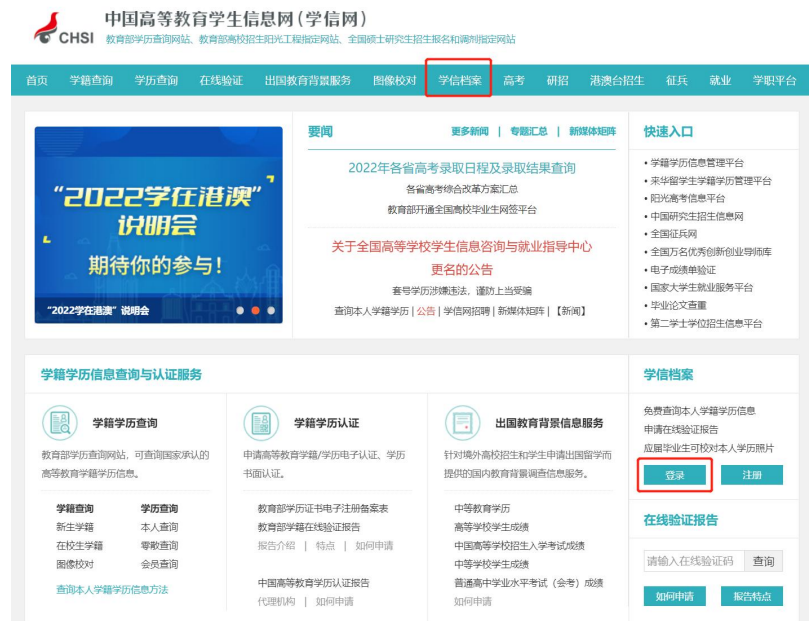 中国高等教育学生信息网(学信网)
CHSI 教育部学历查询网站、教育部高校招生阳光工程指定网站、全国硕士研究生招生报名和调剂指定网站
首页 学籍查询 学历查询 在线验证 出国教育背景服务 图像校对 学信档案 高考 研招 港澳台招生 征兵 就业 学职平台
“2022学在港澳”
说明会
期待你的参与!
“2022学在港澳”说明会
要闻 更多新闻 | 专题汇总 | 新媒体矩阵
2022年各省高考录取日程及录取结果查询
各省高考综合改革方案汇总
教育部开通全国高校毕业生网签平台
关于全国高等学校学生信息咨询与就业指导中心
更名的公告
套号学历涉嫌违法,谨防上当受骗
查询本人学籍学历 | 公告 | 学信网招聘 | 新媒体矩阵 | 【新闻】
快速入口
• 学籍学历信息管理平台
• 来华留学生学籍学历管理平台
• 阳光高考信息平台
• 中国研究生招生信息网
• 全国征兵网
• 全国万名优秀创新创业导师库
• 电子成绩单验证
• 国家大学生就业服务平台
• 毕业论文查重
• 第二学士学位招生信息平台
学籍学历信息查询与认证服务
学籍学历查询
教育部学历查询网站,可查询国家承认的
高等教育学籍学历信息。
学籍查询 学历查询
新生学籍 本人查询
在校生学籍 零散查询
图像校对 会员查询
查询本人学籍学历信息方法
学籍学历认证
申请高等教育学籍/学历电子认证、学历
书面认证。
教育部学历证书电子注册备案表
教育部学籍在线验证报告
报告介绍 | 特点 | 如何申请
中国高等教育学历认证报告
代理机构 | 如何申请
出国教育背景信息服务
针对境外高校招生和学生申请出国留学而
提供的国内教育背景调查信息服务。
中等教育学历
高等学校学生成绩
中国高等学校招生入学考试成绩
中等学校学生成绩
普通高中学业水平考试(会考)成绩
如何申请
学信档案
免费查询本人学籍学历信息
申请在线验证报告
应届毕业生可校对本人学历照片
登录 注册
在线验证报告
请输入在线验证码 查询
如何申请 报告特点